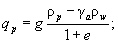 q_p = g (ρ_p − γ_a ρ_w) / (1 + e);